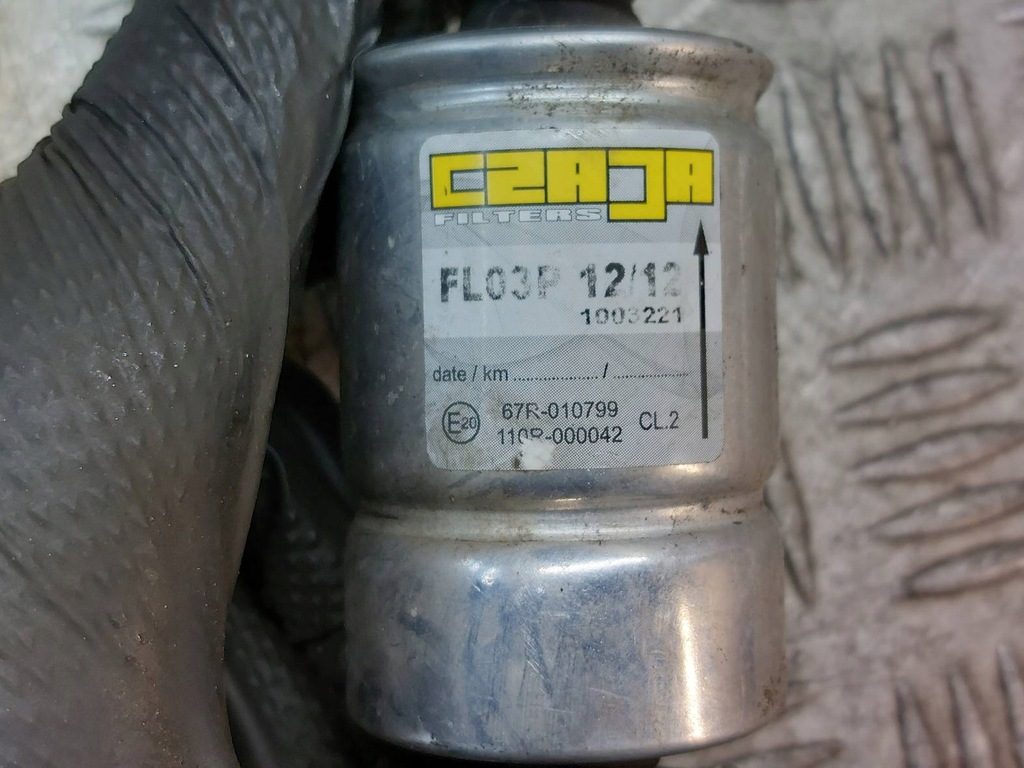 CZAJA
FILTERS
FL03P 12/12
1003221
date / km .................... / ..................
E20
67R-010799
110R-000042
CL.2